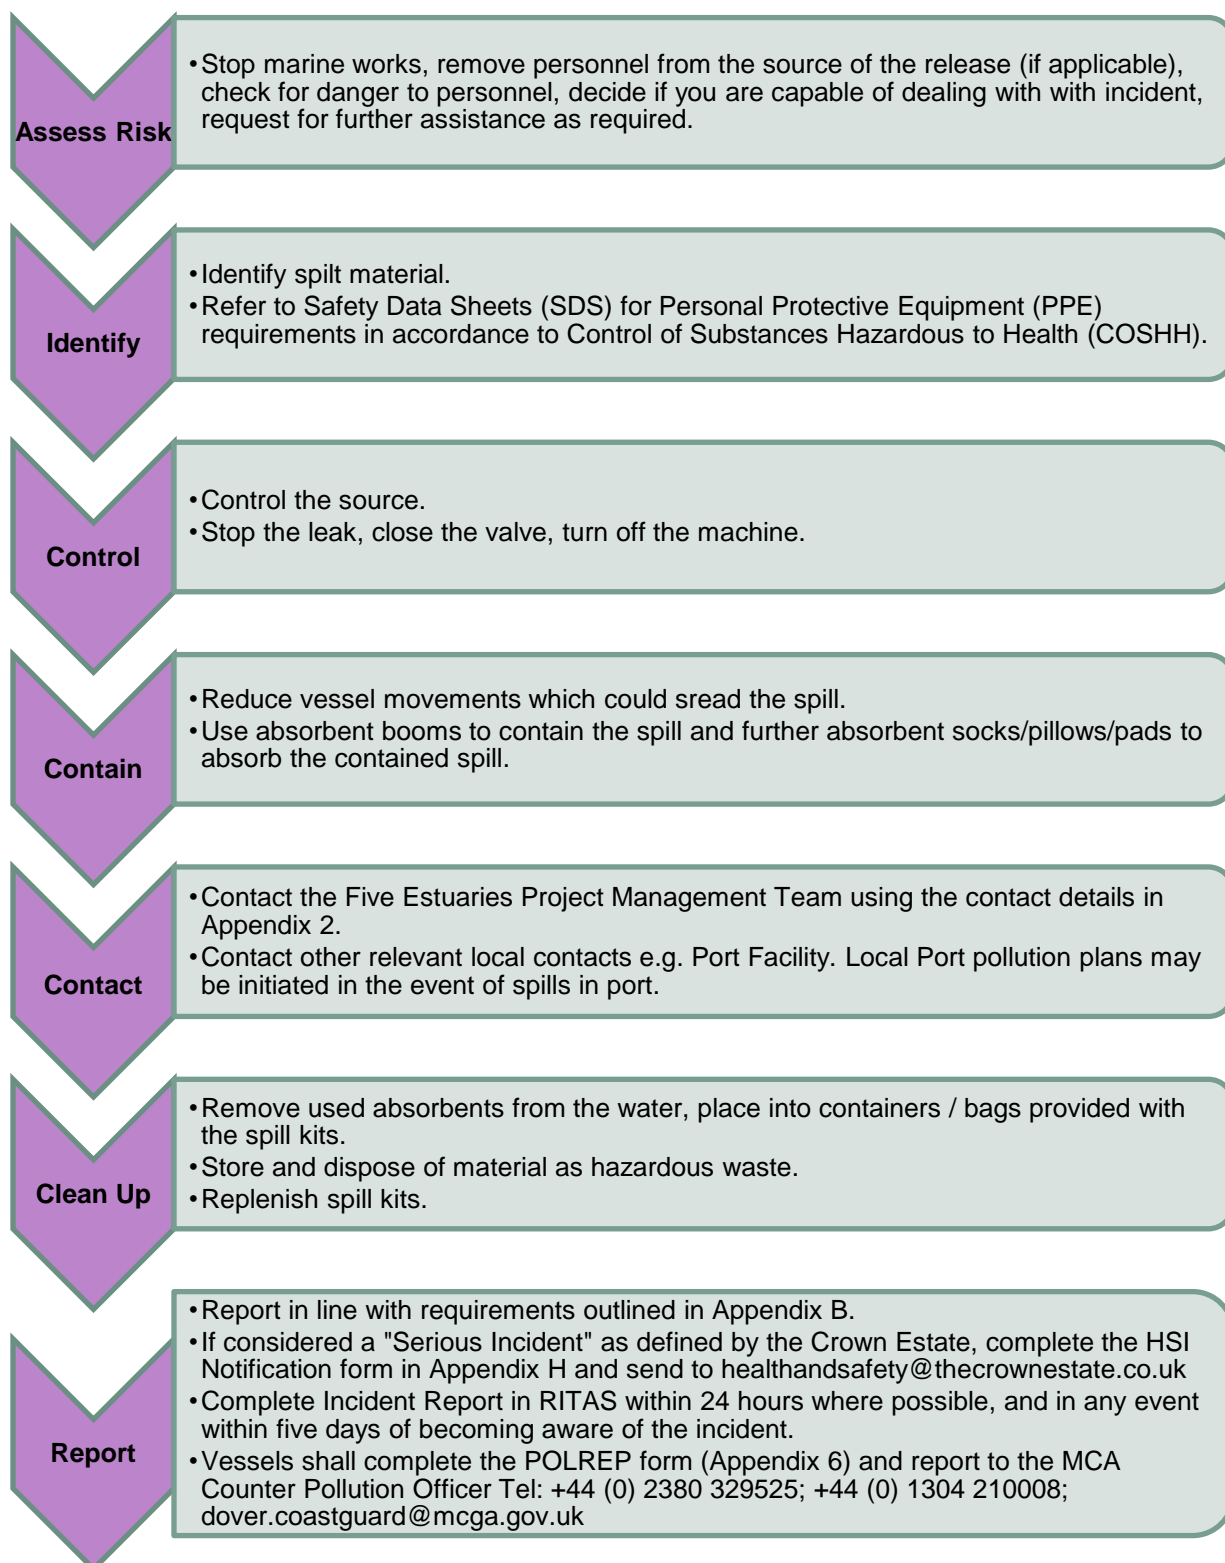 Assess Risk
•Stop marine works, remove personnel from the source of the release (if applicable),
check for danger to personnel, decide if you are capable of dealing with with incident,
request for further assistance as required.
Identify
•Identify spilt material.
•Refer to Safety Data Sheets (SDS) for Personal Protective Equipment (PPE)
requirements in accordance to Control of Substances Hazardous to Health (COSHH).
Control
•Control the source.
•Stop the leak, close the valve, turn off the machine.
Contain
•Reduce vessel movements which could sread the spill.
•Use absorbent booms to contain the spill and further absorbent socks/pillows/pads to
absorb the contained spill.
Contact
•Contact the Five Estuaries Project Management Team using the contact details in
Appendix 2.
•Contact other relevant local contacts e.g. Port Facility. Local Port pollution plans may
be initiated in the event of spills in port.
Clean Up
•Remove used absorbents from the water, place into containers / bags provided with
the spill kits.
•Store and dispose of material as hazardous waste.
•Replenish spill kits.
Report
•Report in line with requirements outlined in Appendix B.
•If considered a "Serious Incident" as defined by the Crown Estate, complete the HSI
Notification form in Appendix H and send to healthandsafety@thecrownestate.co.uk
•Complete Incident Report in RITAS within 24 hours where possible, and in any event
within five days of becoming aware of the incident.
•Vessels shall complete the POLREP form (Appendix 6) and report to the MCA
Counter Pollution Officer Tel: +44 (0) 2380 329525; +44 (0) 1304 210008;
dover.coastguard@mcga.gov.uk